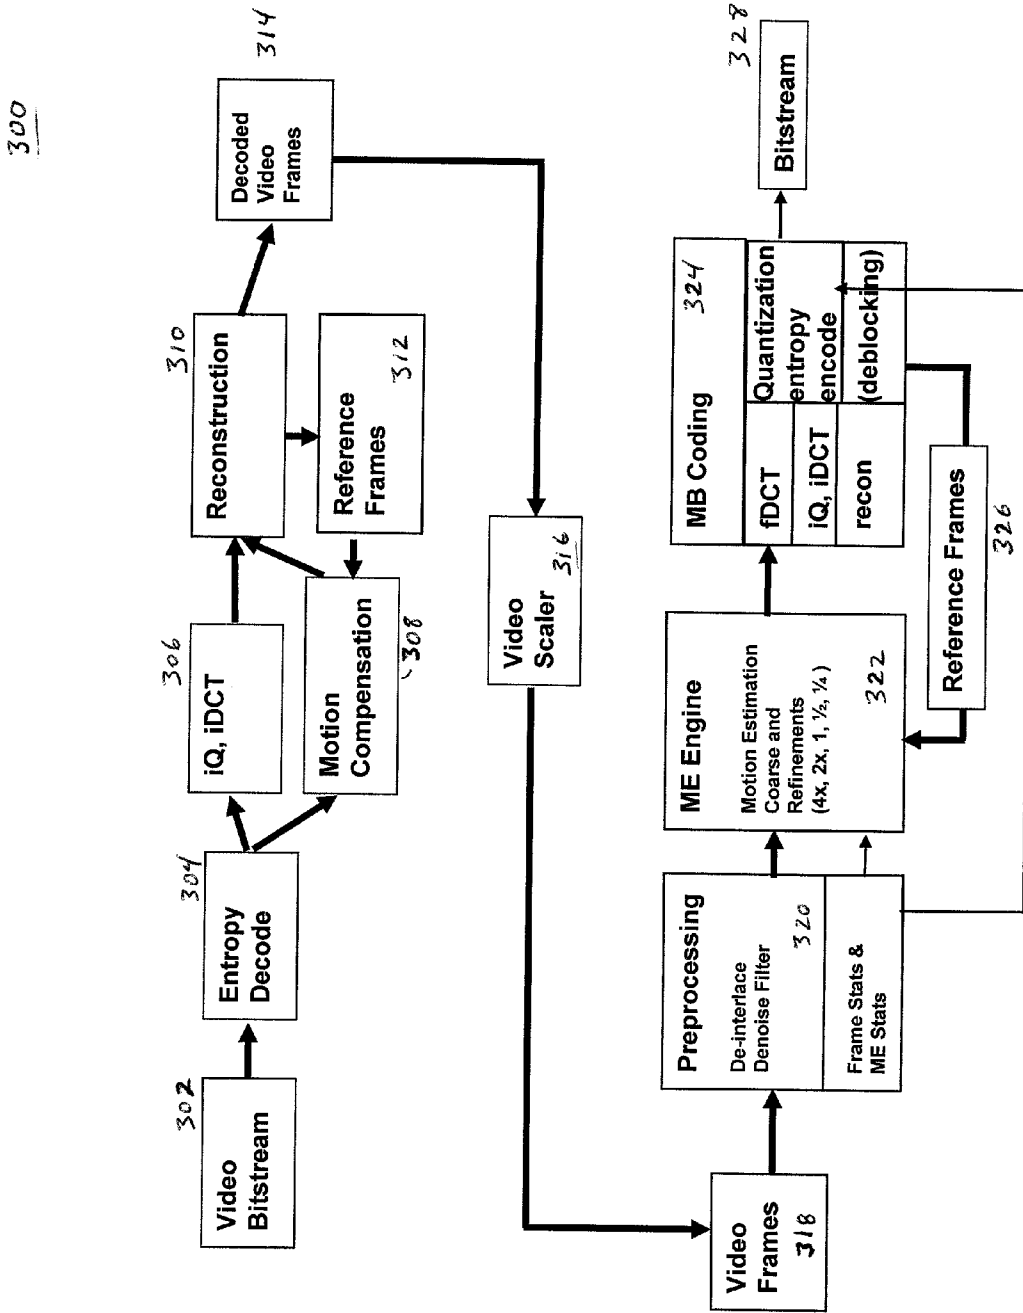 300
302
Video
Bitstream
304
Entropy
Decode
306
iQ, iDCT
Motion
Compensation
308
310
Reconstruction
Reference
Frames
312
Decoded
Video
Frames
314
Video
Scaler
316
Video
Frames
318
Preprocessing
De-interlace
Denoise Filter
320
Frame Stats &
ME Stats
ME Engine
Motion Estimation
Coarse and
Refinements
(4x, 2x, 1, ½, ¼)
322
MB Coding
324
fDCT
iQ, iDCT
recon
Quantization
entropy
encode
(deblocking)
Reference Frames
326
Bitstream
328